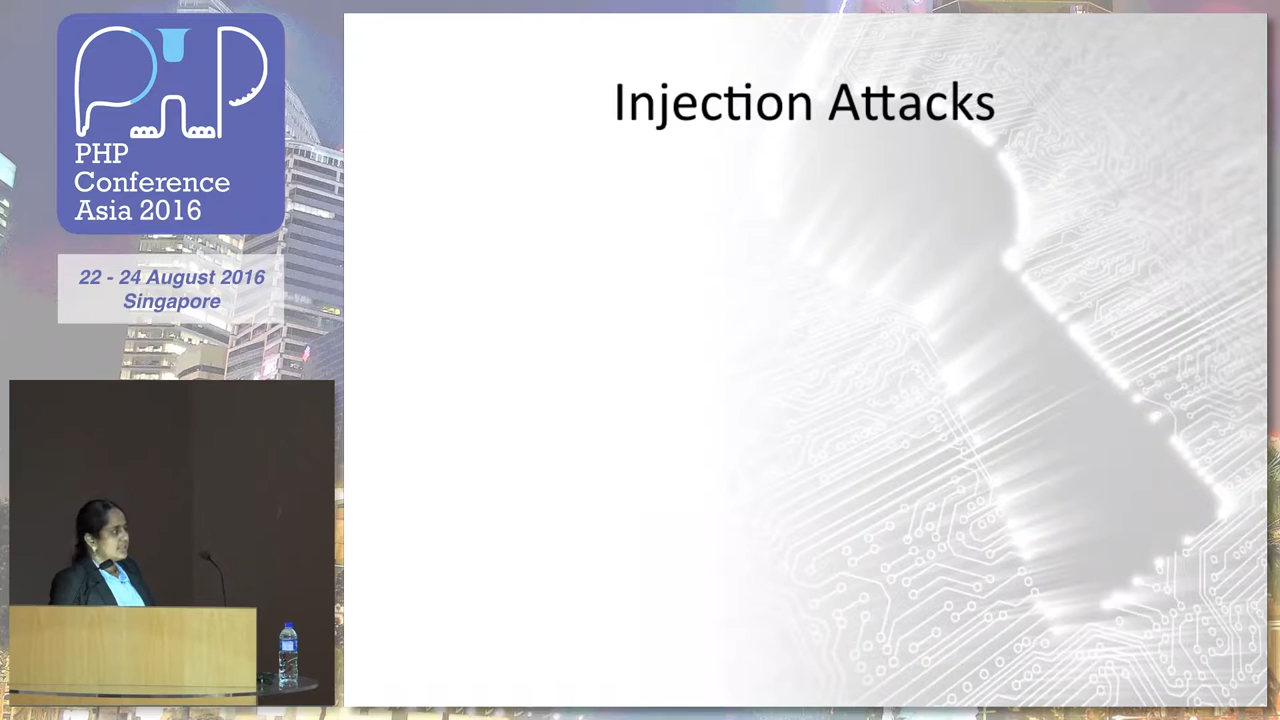 PHP
Conference
Asia 2016
22 - 24 August 2016
Singapore
Injection Attacks